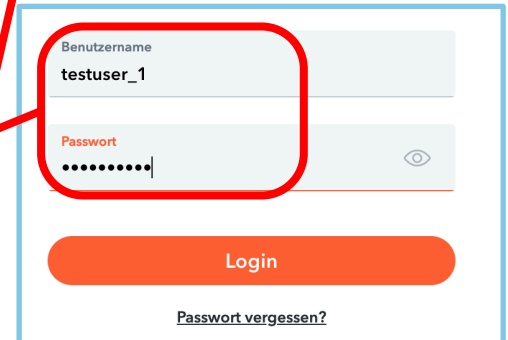 Benutzername
testuser_1
Passwort
••••••••••
Login
Passwort vergessen?